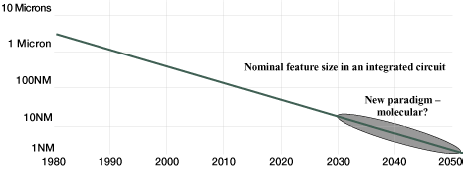 10 Microns
1 Micron
Nominal feature size in an integrated circuit
100NM
New paradigm –
molecular?
10NM
1NM
1980 1990 2000 2010 2020 2030 2040 2050